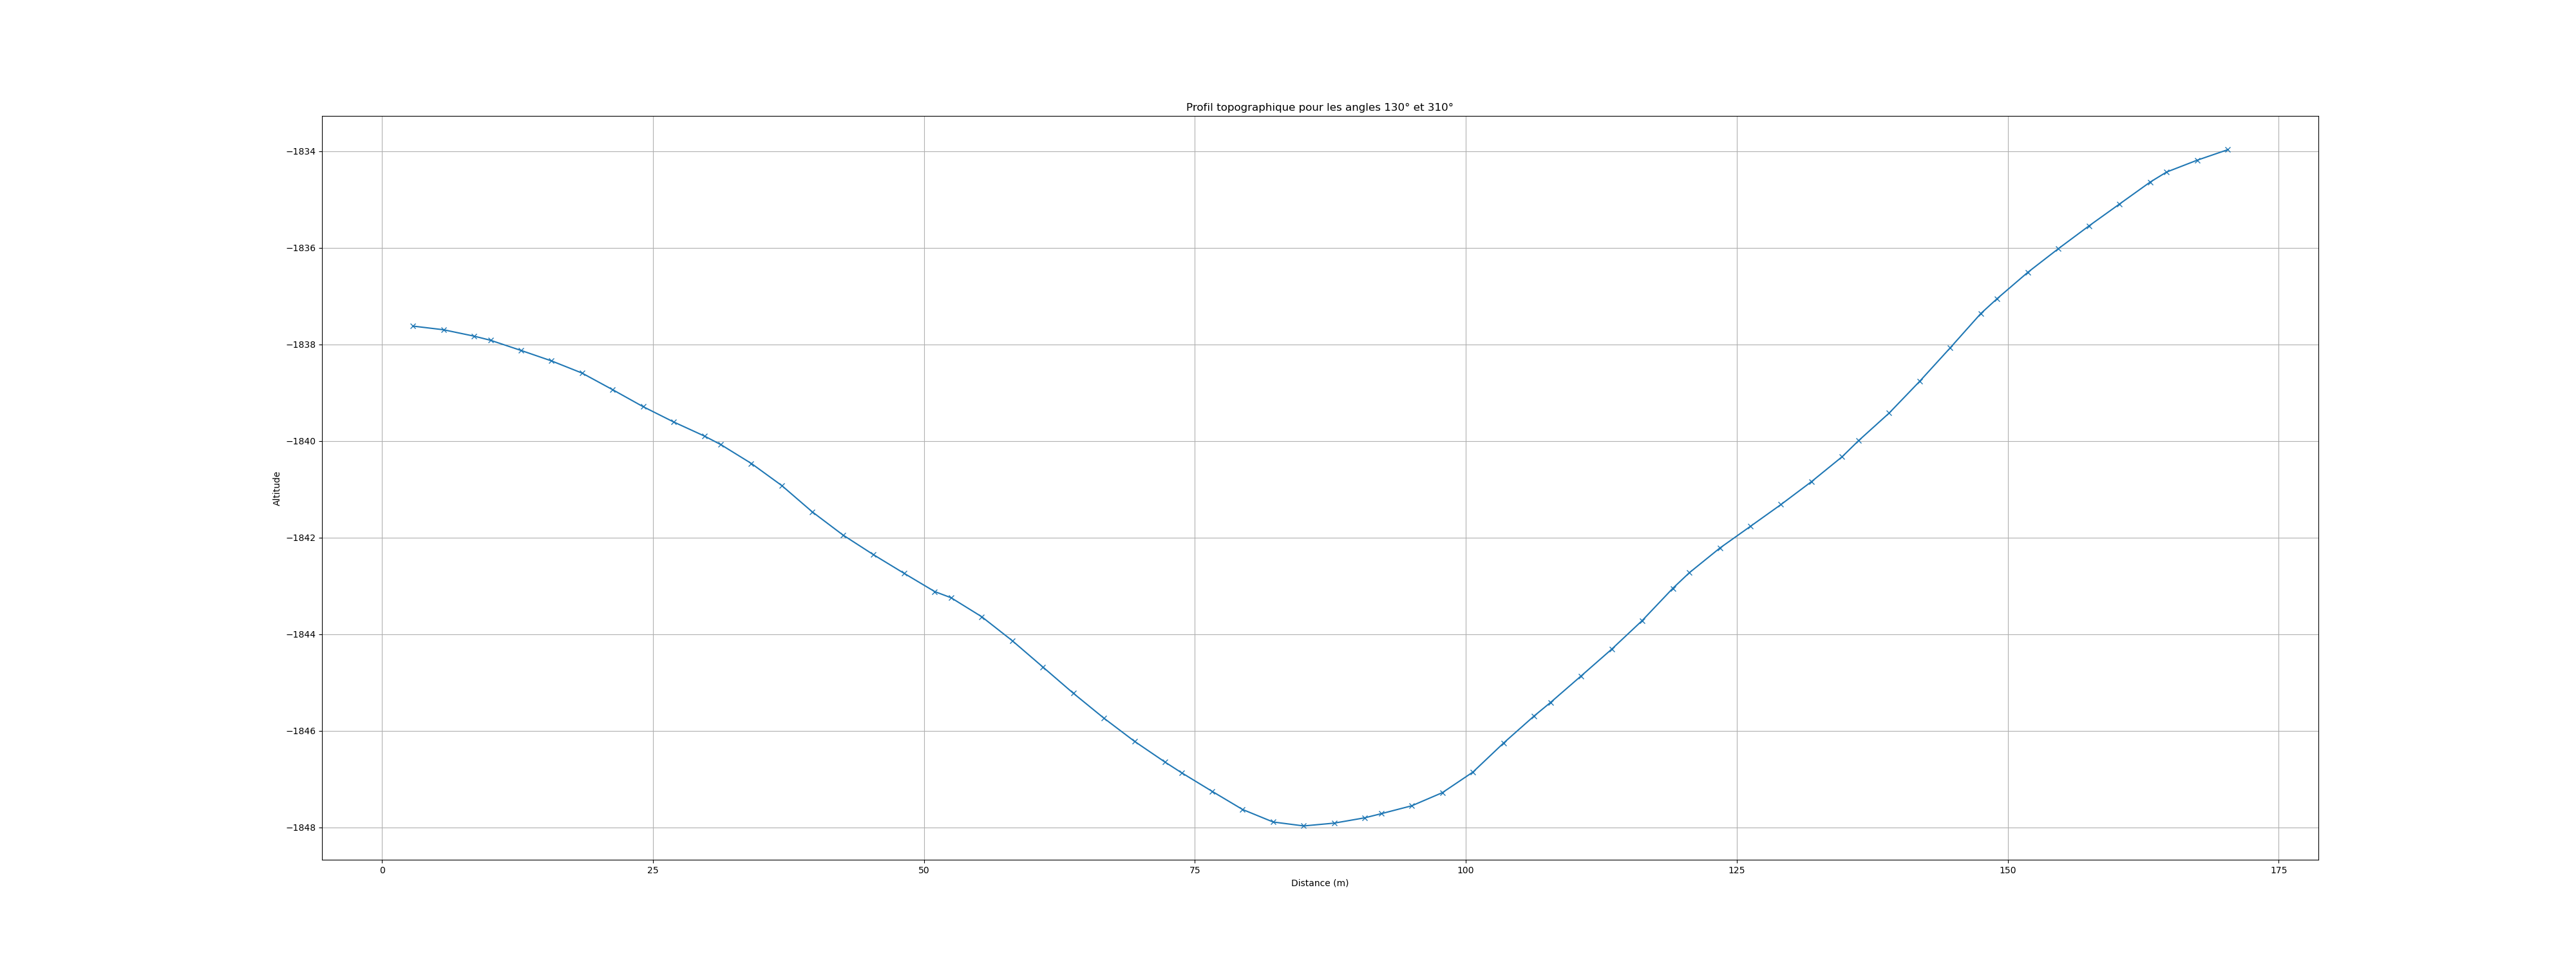 Profil topographique pour les angles 130° et 310°
−1834
−1836
−1838
−1840
−1842
−1844
−1846
−1848
Altitude
0 25 50 75 100 125 150 175
Distance (m)